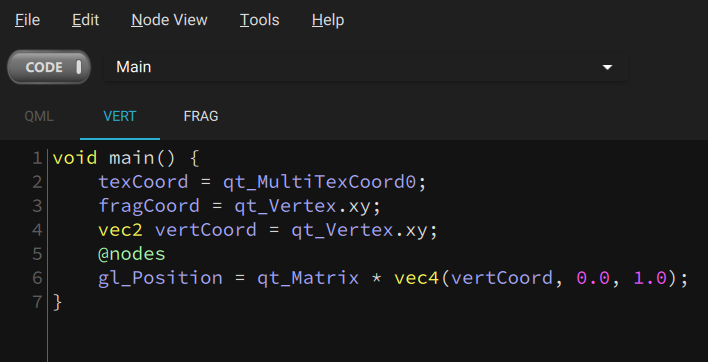 File Edit Node View Tools Help
CODE Main
QML VERT FRAG
1 void main() {
2     texCoord = qt_MultiTexCoord0;
3     fragCoord = qt_Vertex.xy;
4     vec2 vertCoord = qt_Vertex.xy;
5     @nodes
6     gl_Position = qt_Matrix * vec4(vertCoord, 0.0, 1.0);
7 }